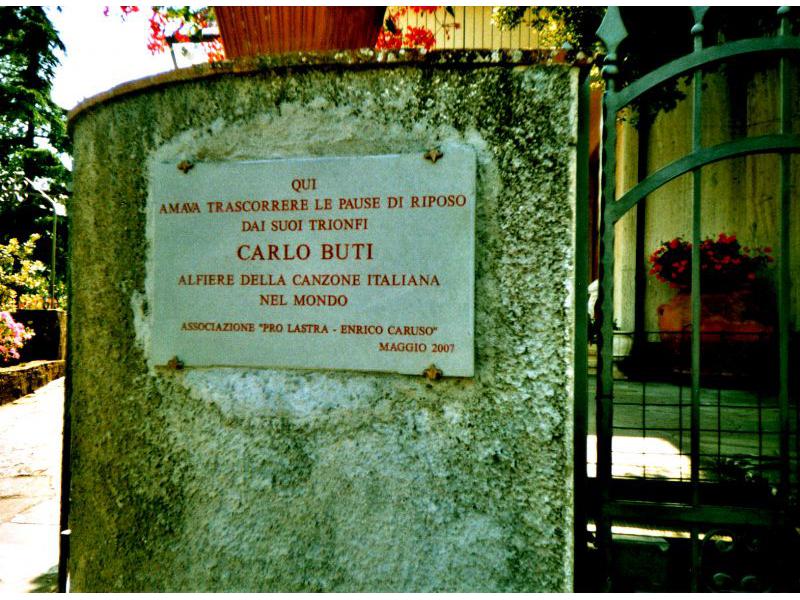 QUI
AMAVA TRASCORRERE LE PAUSE DI RIPOSO
DAI SUOI TRIONFI
CARLO BUTI
ALFIERE DELLA CANZONE ITALIANA
NEL MONDO
ASSOCIAZIONE "PRO LASTRA - ENRICO CARUSO"
MAGGIO 2007